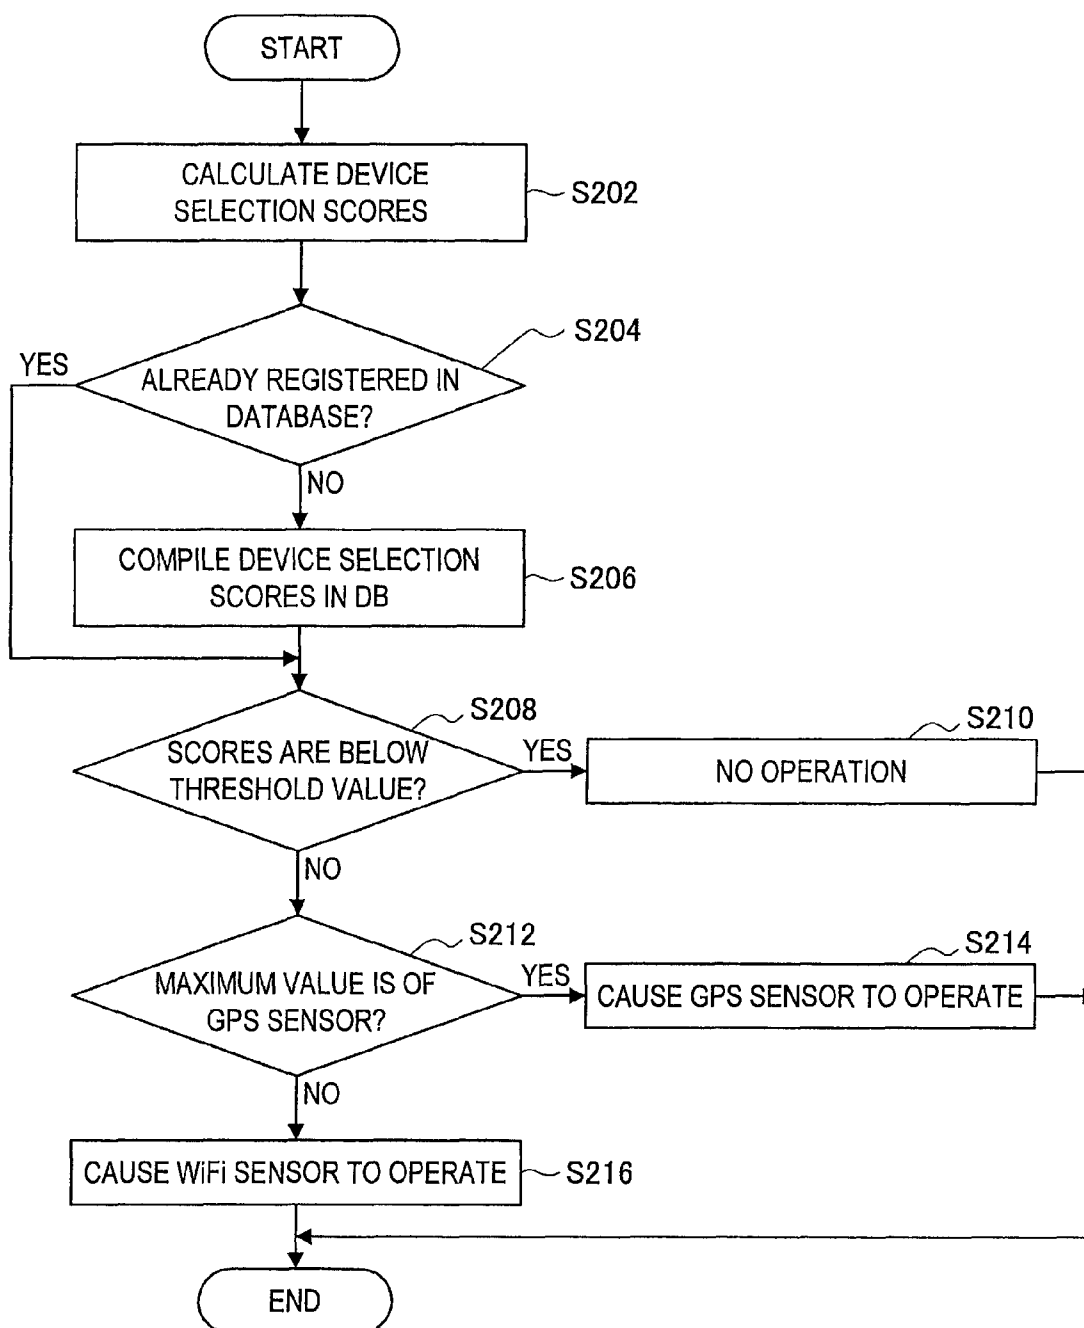 START
CALCULATE DEVICE
SELECTION SCORES
S202
S204
YES
ALREADY REGISTERED IN
DATABASE?
NO
COMPILE DEVICE SELECTION
SCORES IN DB
S206
S208
SCORES ARE BELOW
THRESHOLD VALUE?
YES
S210
NO OPERATION
NO
S212
MAXIMUM VALUE IS OF
GPS SENSOR?
YES
S214
CAUSE GPS SENSOR TO OPERATE
NO
CAUSE WiFi SENSOR TO OPERATE
S216
END